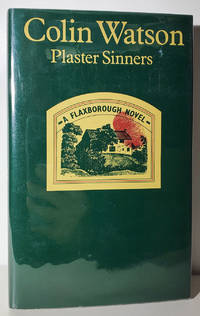 Colin Watson
Plaster Sinners
A FLAXBOROUGH NOVEL